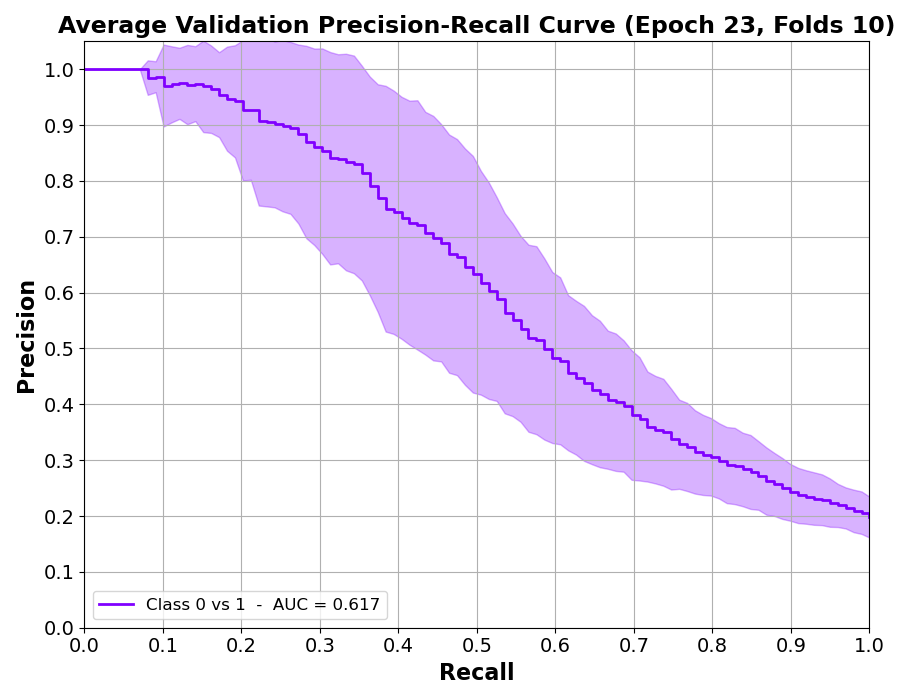 Average Validation Precision-Recall Curve (Epoch 23, Folds 10)
1.0
0.9
0.8
0.7
0.6
0.5
0.4
0.3
0.2
0.1
0.0
Precision
Class 0 vs 1 - AUC = 0.617
0.0 0.1 0.2 0.3 0.4 0.5 0.6 0.7 0.8 0.9 1.0
Recall